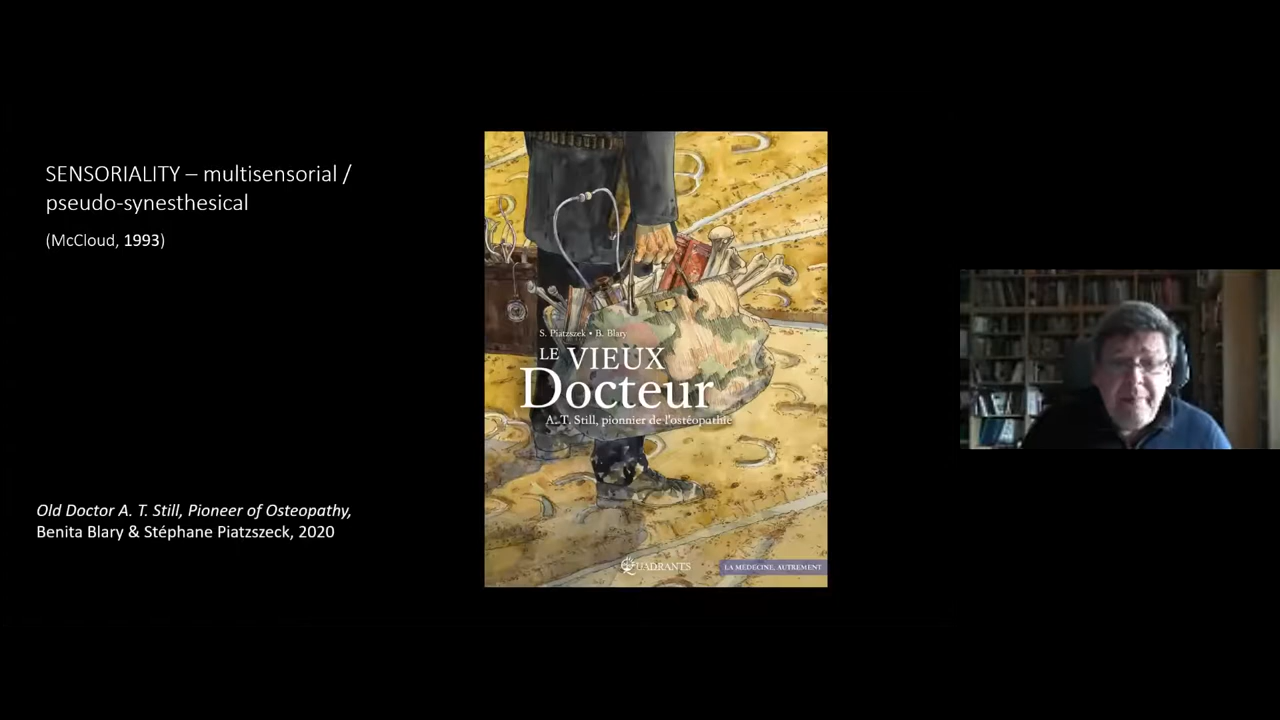 SENSORIALITY – multisensorial /
pseudo-synesthesical
(McCloud, 1993)
S. Piatzszek • B. Blary
LE VIEUX
Docteur
A. T. Still, pionnier de l'ostéopathie
QUADRANTS
LA MÉDECINE, AUTREMENT
Old Doctor A. T. Still, Pioneer of Osteopathy,
Benita Blary & Stéphane Piatzszeck, 2020